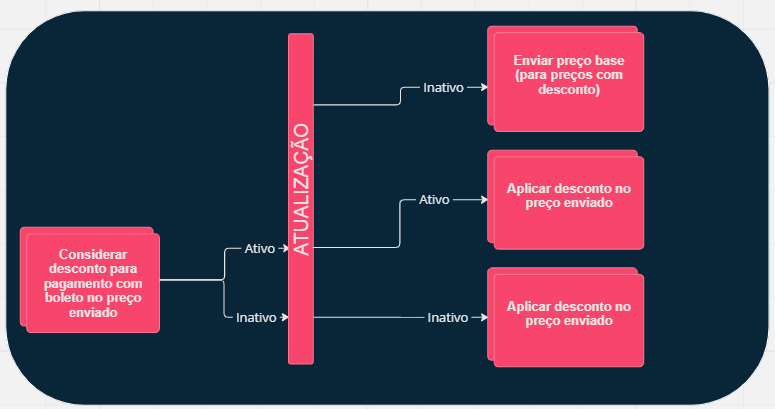 Considerar
desconto para
pagamento com
boleto no preço
enviado
Ativo
Inativo
ATUALIZAÇÃO
Inativo
Enviar preço base
(para preços com
desconto)
Ativo
Aplicar desconto no
preço enviado
Inativo
Aplicar desconto no
preço enviado